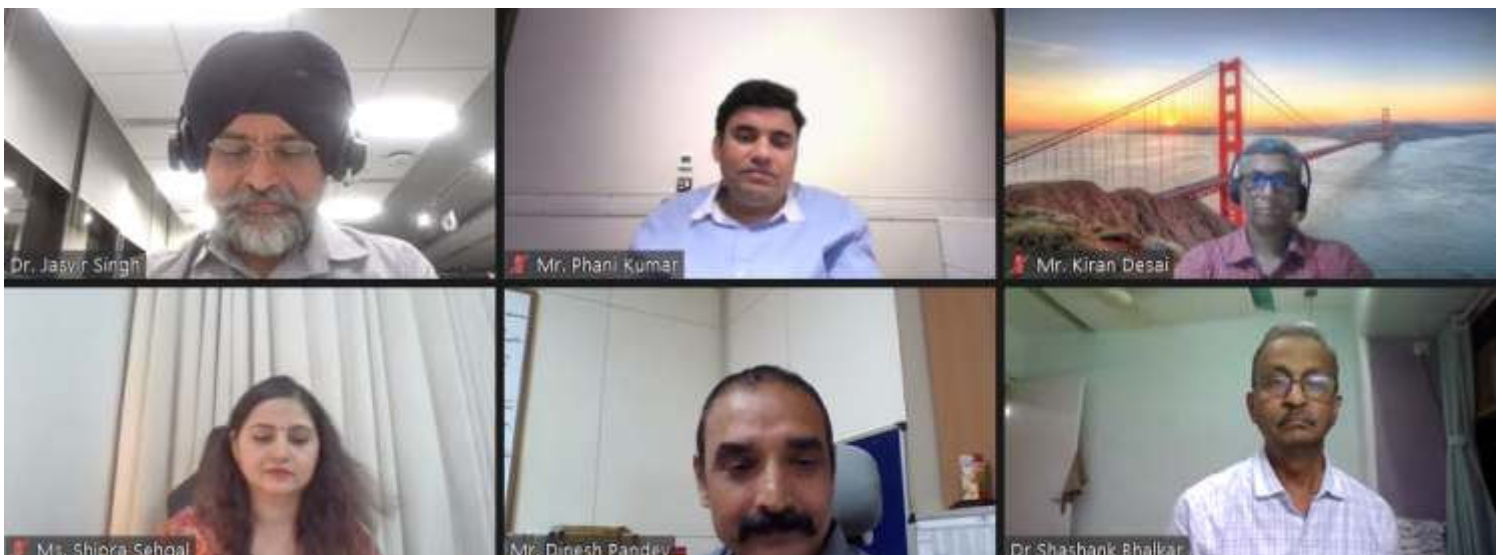 Dr. Jasvir Singh
Mr. Phani Kumar
Mr. Kiran Desai
Ms. Shipra Sehgal
Mr. Dinesh Pandey
Dr Shashank Bhalkar